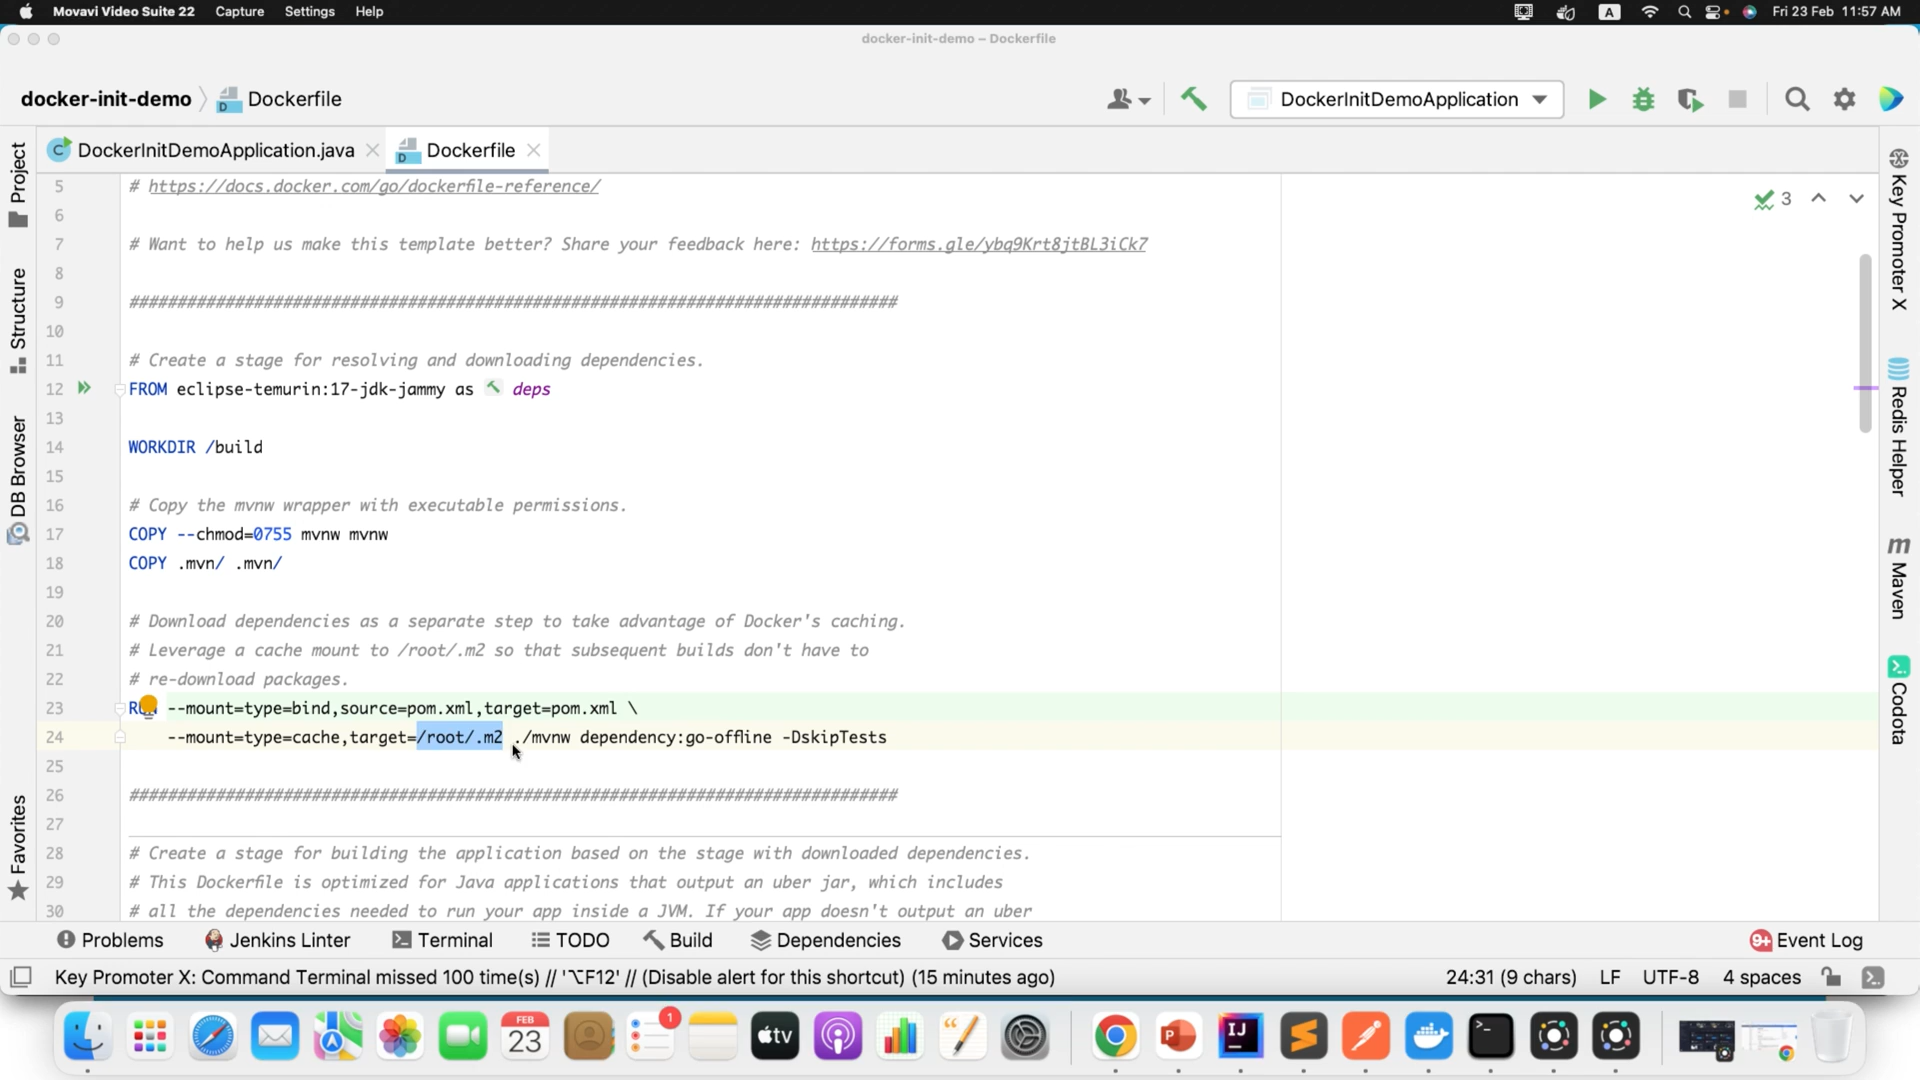 Movavi Video Suite 22 Capture Settings Help A Fri 23 Feb 11:57 AM
docker-init-demo – Dockerfile
docker-init-demo Dockerfile DockerInitDemoApplication
DockerInitDemoApplication.java Dockerfile
5 # https://docs.docker.com/go/dockerfile-reference/
6
7 # Want to help us make this template better? Share your feedback here: https://forms.gle/ybq9Krt8jtBL3iCk7
8
9 ################################################################################
10
11 # Create a stage for resolving and downloading dependencies.
12 FROM eclipse-temurin:17-jdk-jammy as deps
13
14 WORKDIR /build
15
16 # Copy the mvnw wrapper with executable permissions.
17 COPY --chmod=0755 mvnw mvnw
18 COPY .mvn/ .mvn/
19
20 # Download dependencies as a separate step to take advantage of Docker's caching.
21 # Leverage a cache mount to /root/.m2 so that subsequent builds don't have to
22 # re-download packages.
23 RUN --mount=type=bind,source=pom.xml,target=pom.xml \
24 --mount=type=cache,target=/root/.m2 ./mvnw dependency:go-offline -DskipTests
25
26 ################################################################################
27
28 # Create a stage for building the application based on the stage with downloaded dependencies.
29 # This Dockerfile is optimized for Java applications that output an uber jar, which includes
30 # all the dependencies needed to run your app inside a JVM. If your app doesn't output an uber
3
Project
Structure
DB Browser
Favorites
Key Promoter X
Redis Helper
m Maven
Codota
Problems Jenkins Linter Terminal TODO Build Dependencies Services 9+ Event Log
Key Promoter X: Command Terminal missed 100 time(s) // '⌥F12' // (Disable alert for this shortcut) (15 minutes ago) 24:31 (9 chars) LF UTF-8 4 spaces
FEB
23
1
tv
P
IJ